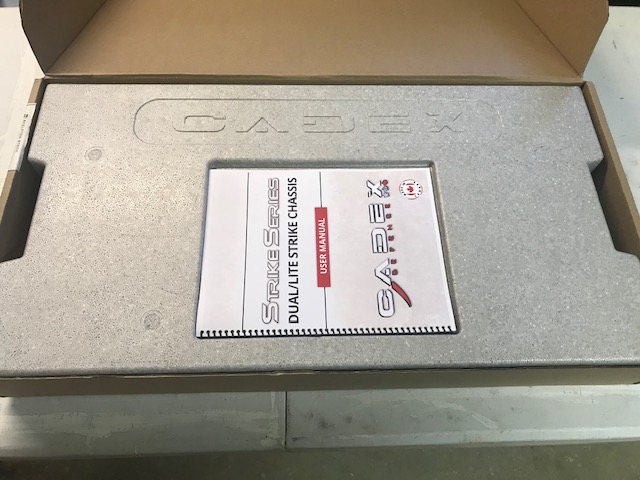 CADEX
STRIKE SERIES
DUAL/LITE STRIKE CHASSIS
USER MANUAL
CADEX
DEFENCE